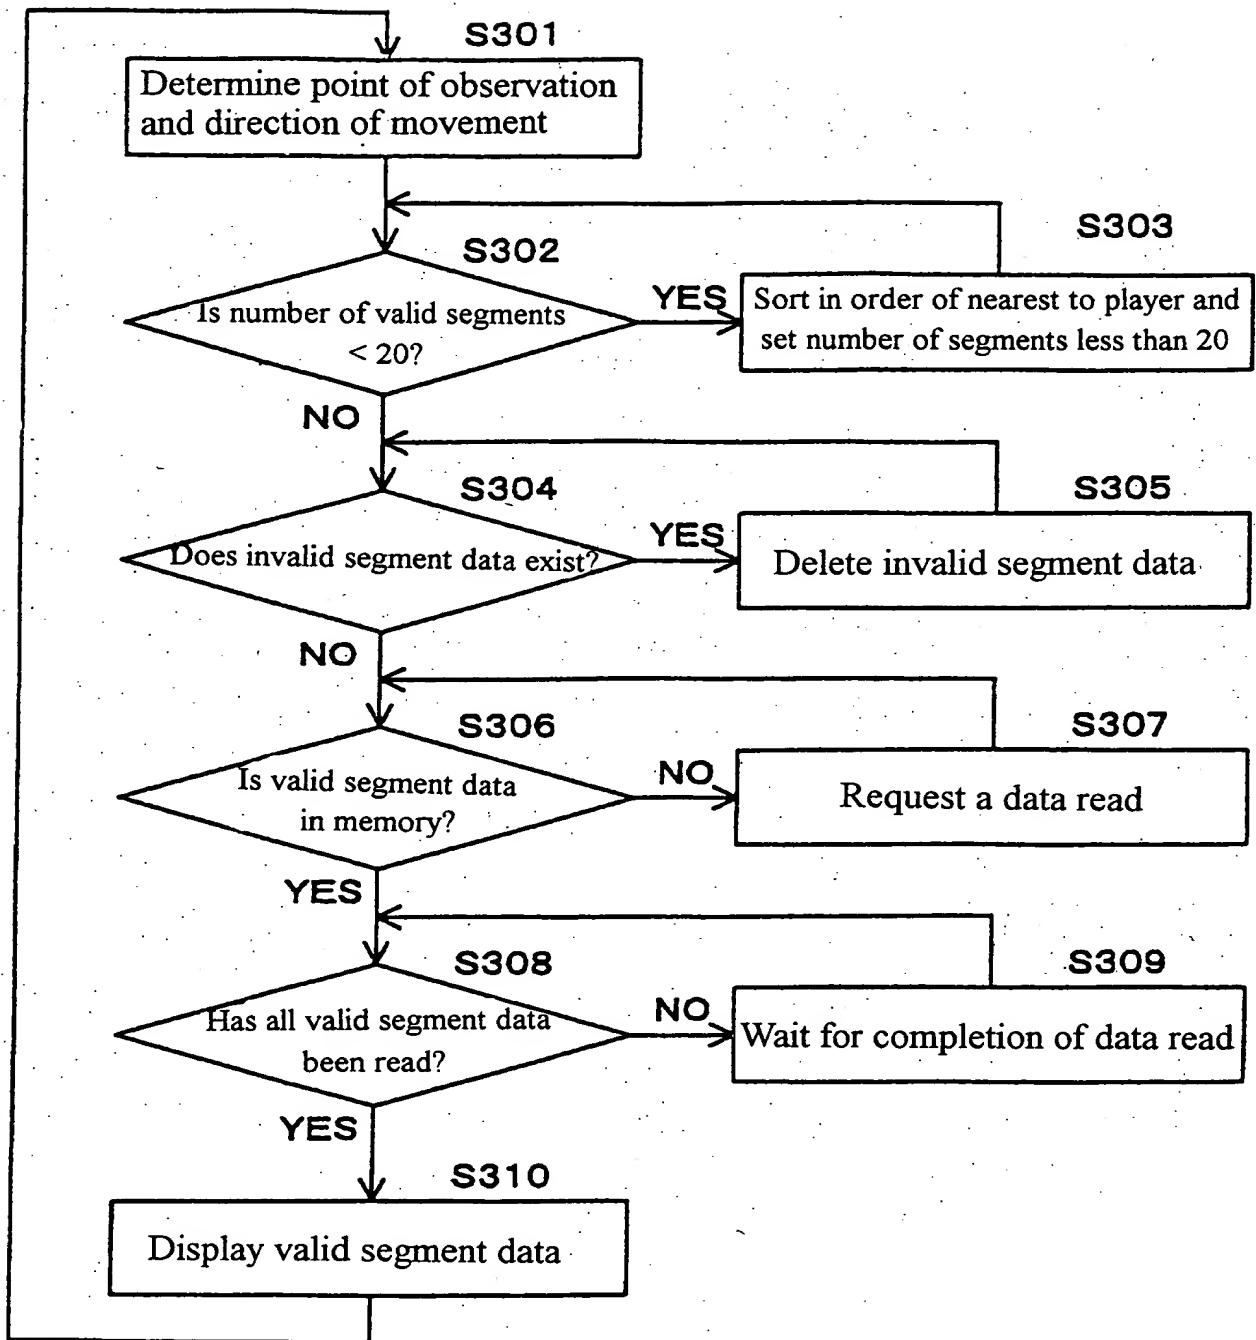 S301
Determine point of observation
and direction of movement
S303
S302
Is number of valid segments
< 20?
YES
Sort in order of nearest to player and
set number of segments less than 20
NO
S304
S305
Does invalid segment data exist?
YES
Delete invalid segment data
NO
S306
S307
Is valid segment data
in memory?
NO
Request a data read
YES
S308
S309
Has all valid segment data
been read?
NO
Wait for completion of data read
YES
S310
Display valid segment data